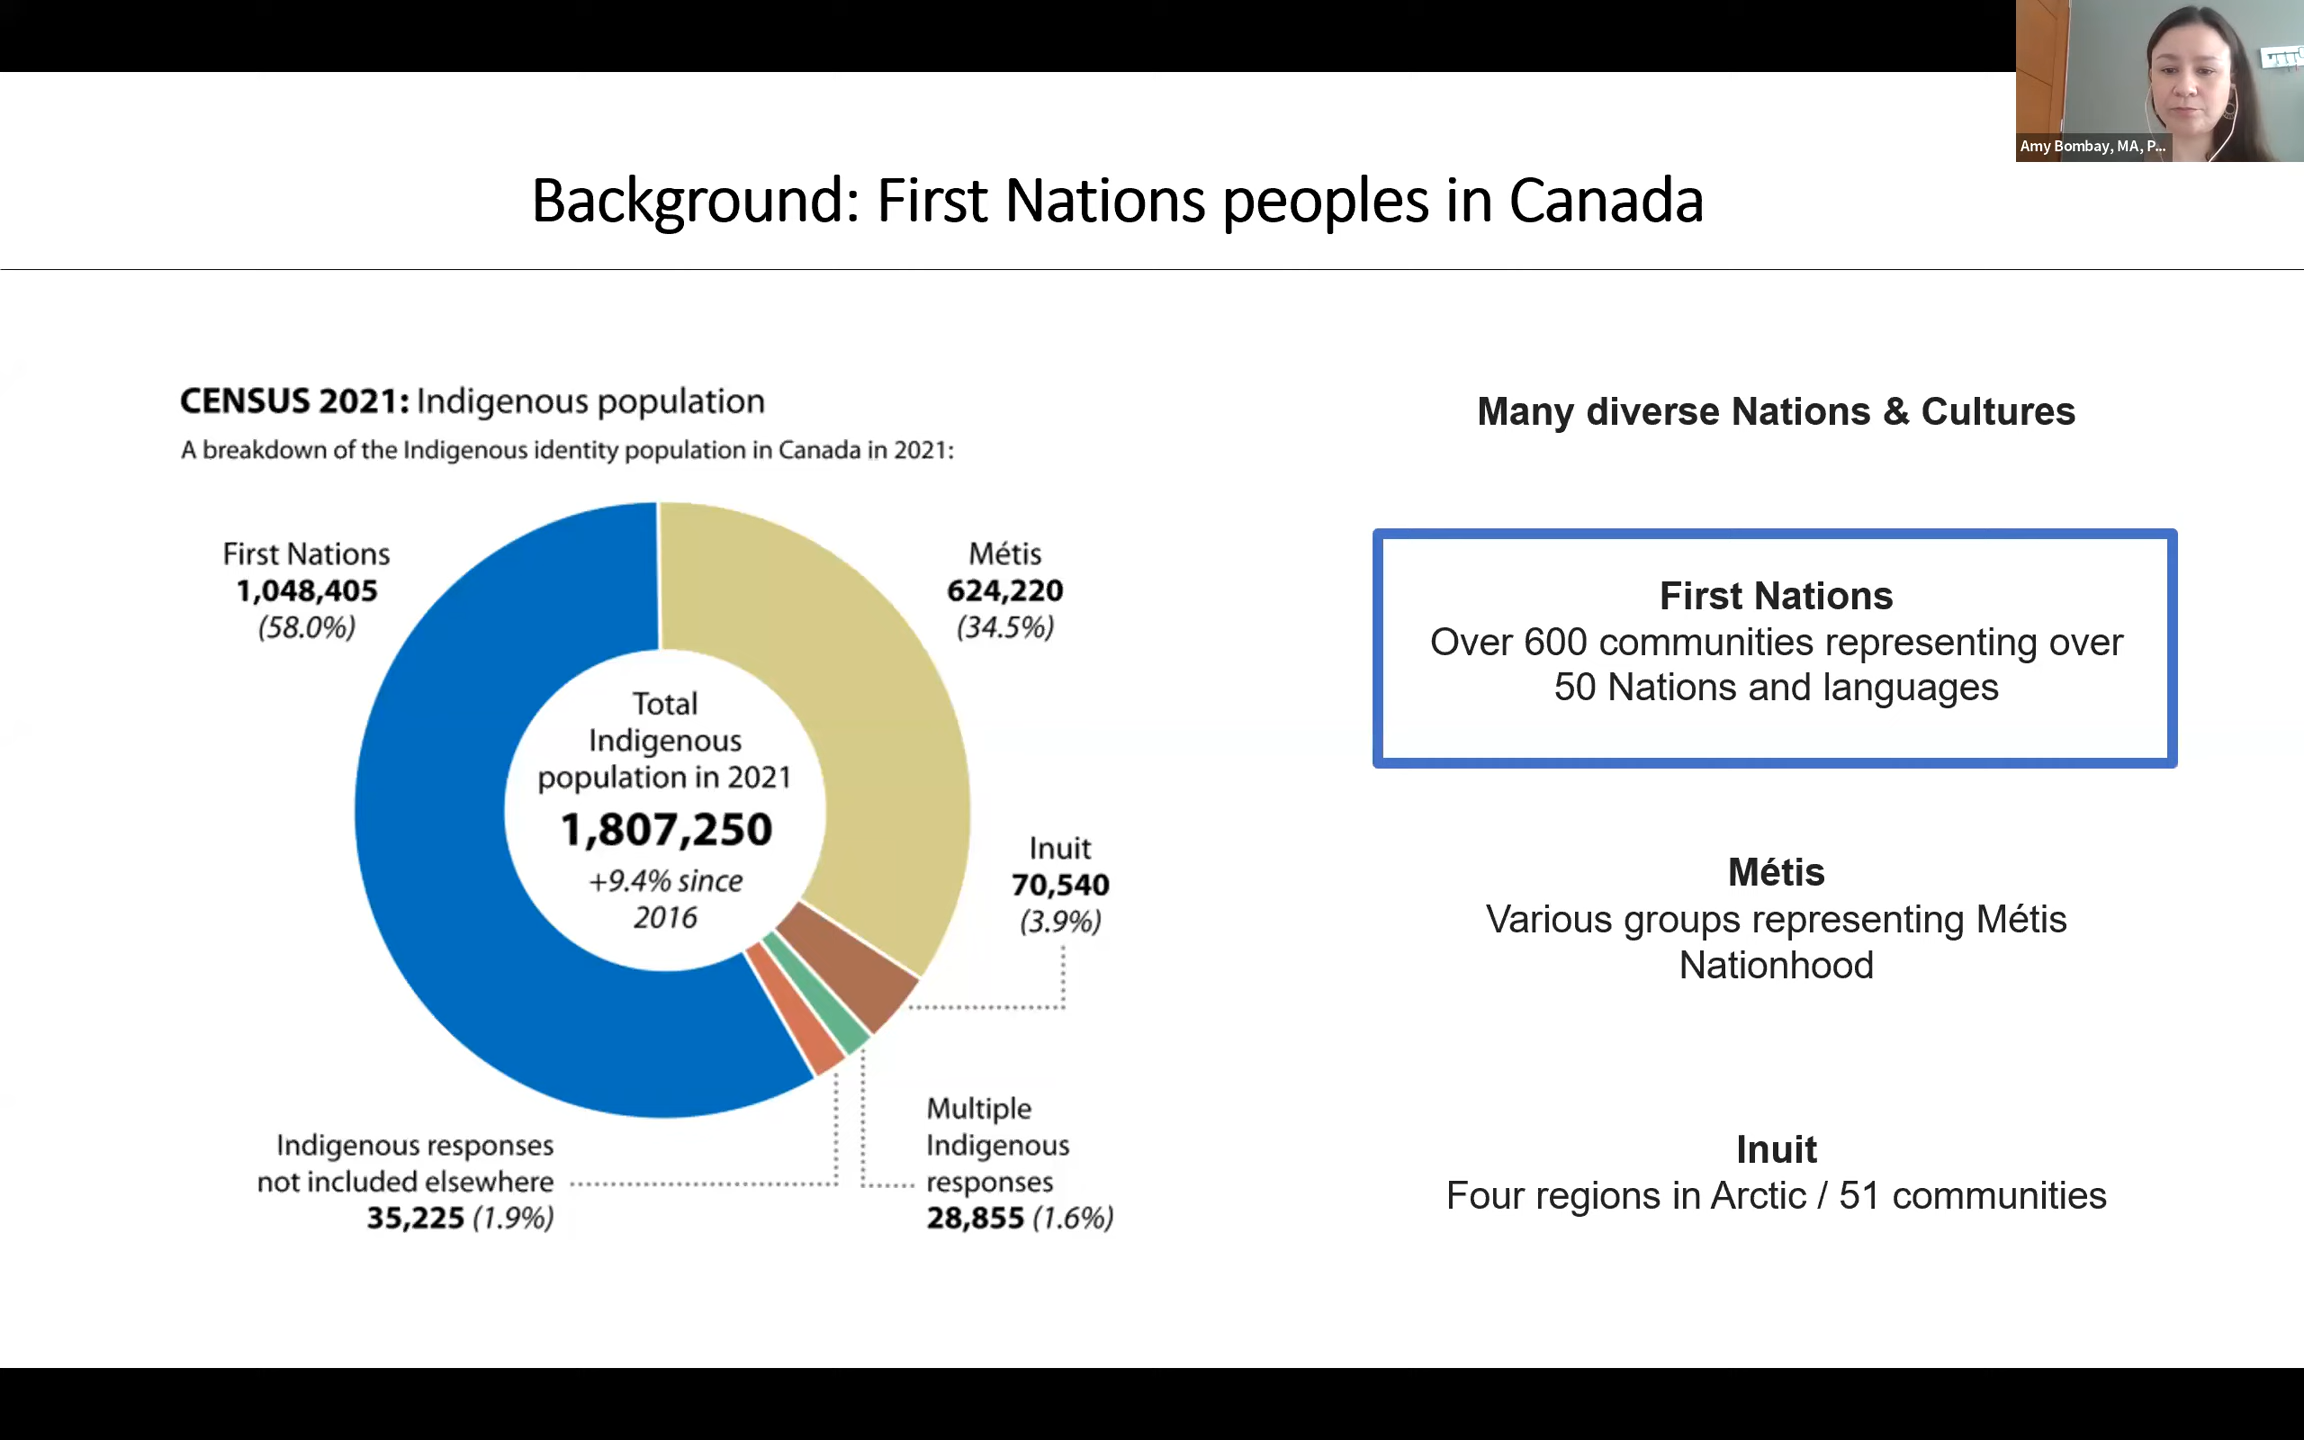 Amy Bombay, MA, P...
Background: First Nations peoples in Canada
CENSUS 2021: Indigenous population
A breakdown of the Indigenous identity population in Canada in 2021:
First Nations
1,048,405
(58.0%)
Métis
624,220
(34.5%)
Total
Indigenous
population in 2021
1,807,250
+9.4% since
2016
Inuit
70,540
(3.9%)
Indigenous responses
not included elsewhere
35,225 (1.9%)
Multiple
Indigenous
responses
28,855 (1.6%)
Many diverse Nations & Cultures
First Nations
Over 600 communities representing over
50 Nations and languages
Métis
Various groups representing Métis
Nationhood
Inuit
Four regions in Arctic / 51 communities